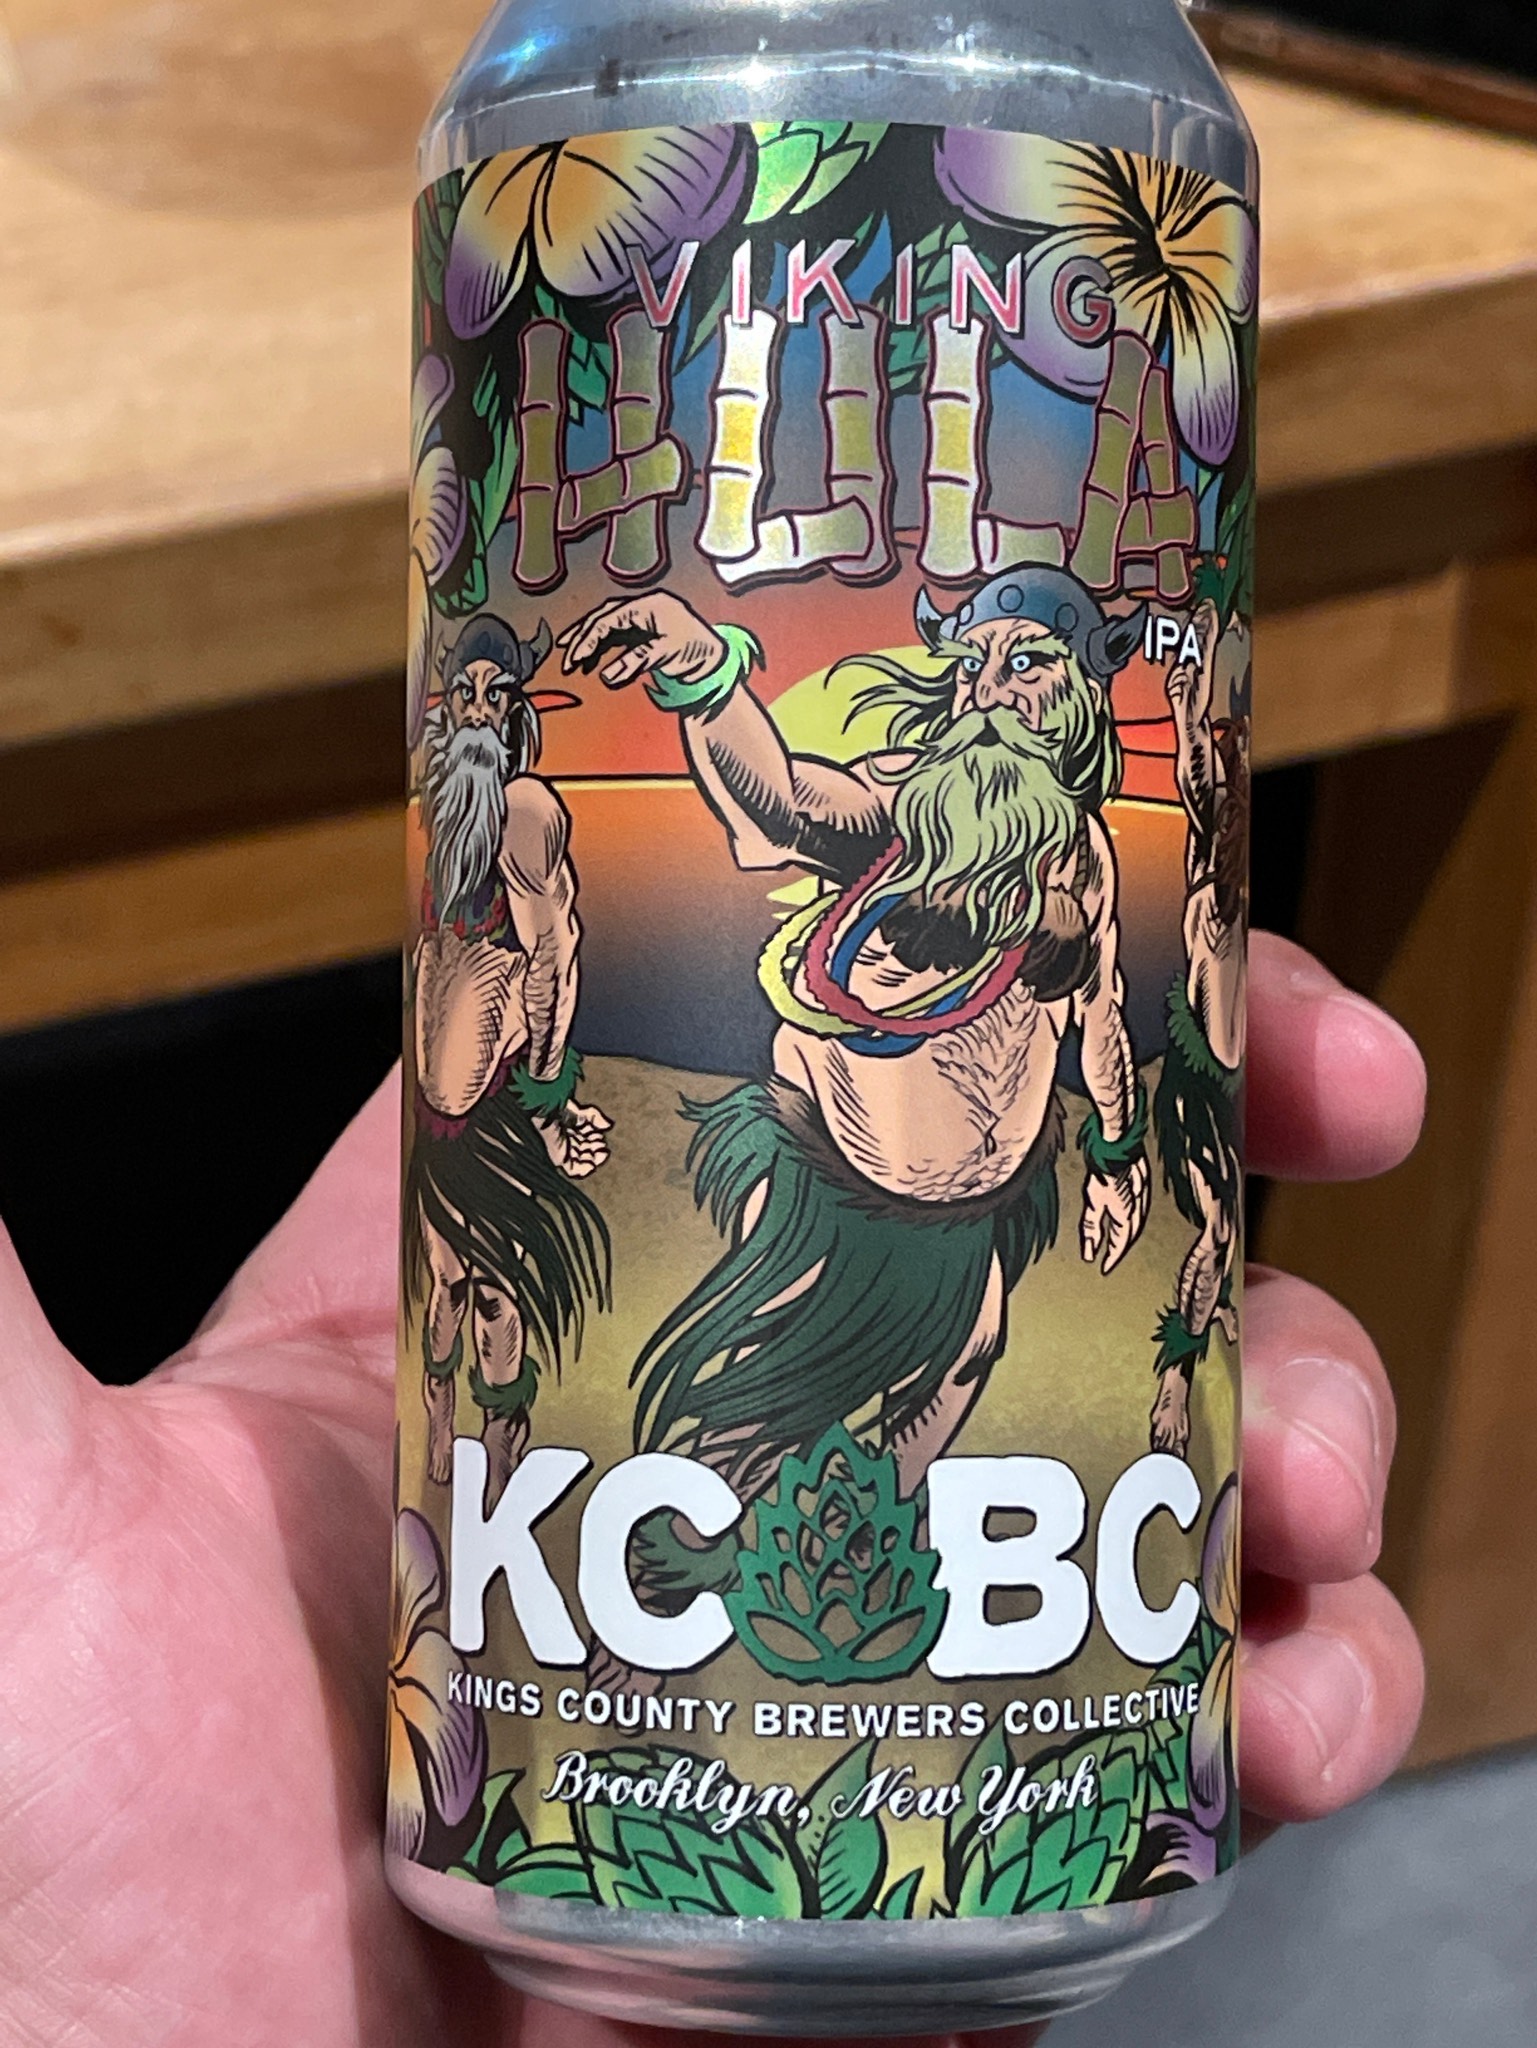 VIKING
HULA
IPA
KCBC
KINGS COUNTY BREWERS COLLECTIVE
Brooklyn, New York